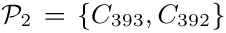 𝒫₂ = {C₃₉₃, C₃₉₂}